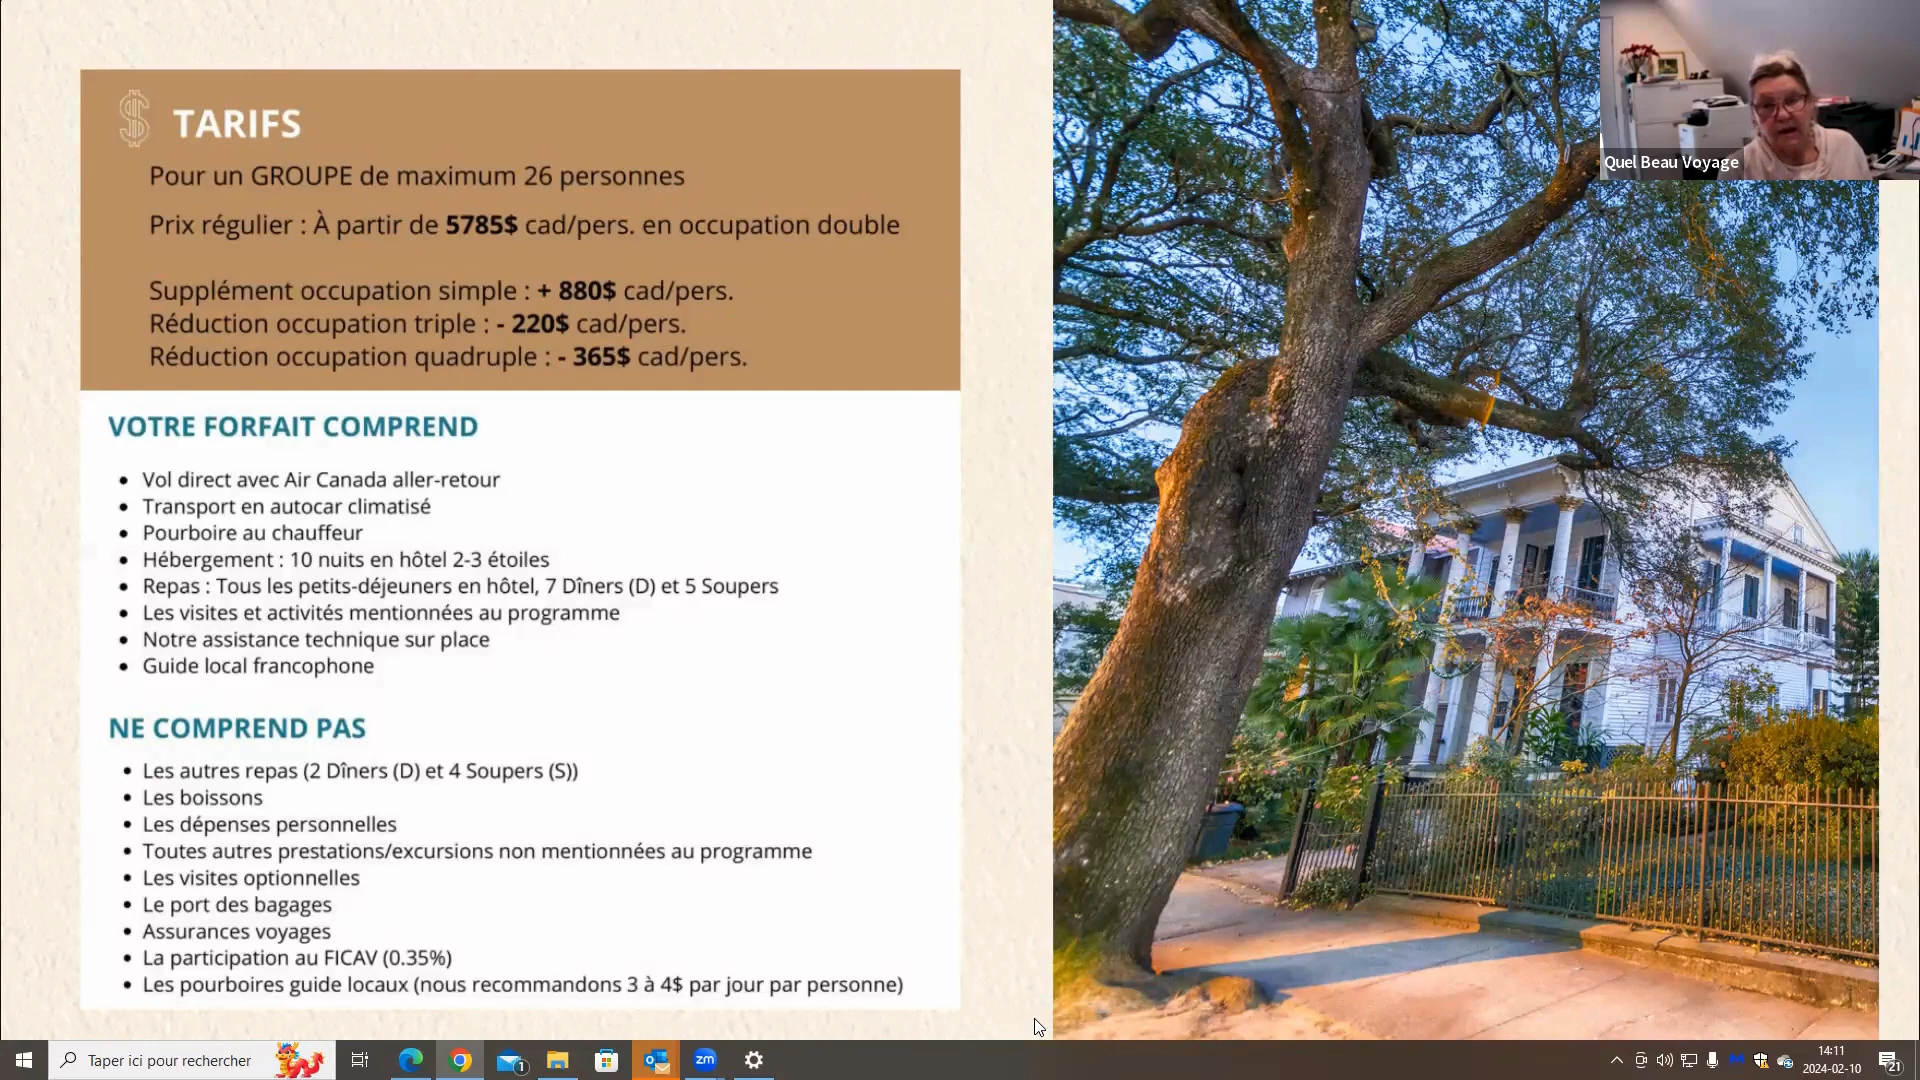 TARIFS
Pour un GROUPE de maximum 26 personnes
Prix régulier : À partir de 5785$ cad/pers. en occupation double
Supplément occupation simple : + 880$ cad/pers.
Réduction occupation triple : - 220$ cad/pers.
Réduction occupation quadruple : - 365$ cad/pers.
VOTRE FORFAIT COMPREND
• Vol direct avec Air Canada aller-retour
• Transport en autocar climatisé
• Pourboire au chauffeur
• Hébergement : 10 nuits en hôtel 2-3 étoiles
• Repas : Tous les petits-déjeuners en hôtel, 7 Dîners (D) et 5 Soupers
• Les visites et activités mentionnées au programme
• Notre assistance technique sur place
• Guide local francophone
NE COMPREND PAS
• Les autres repas (2 Dîners (D) et 4 Soupers (S))
• Les boissons
• Les dépenses personnelles
• Toutes autres prestations/excursions non mentionnées au programme
• Les visites optionnelles
• Le port des bagages
• Assurances voyages
• La participation au FICAV (0.35%)
• Les pourboires guide locaux (nous recommandons 3 à 4$ par jour par personne)
Quel Beau Voyage
Taper ici pour rechercher
1
zm
14:11
2024-02-10
21